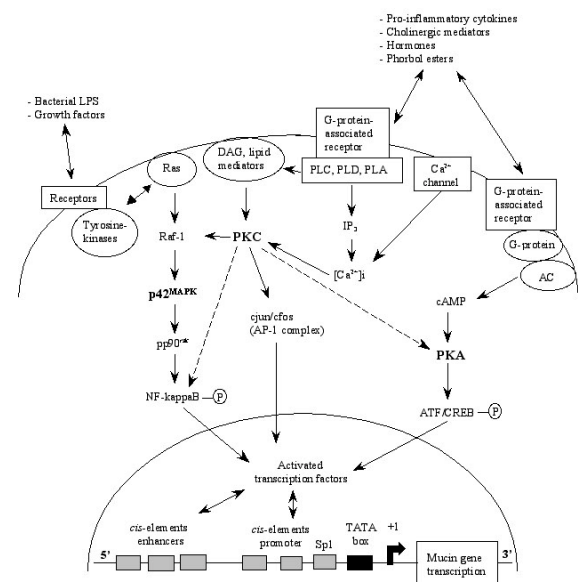 - Pro-inflammatory cytokines
- Cholinergic mediators
- Hormones
- Phorbol esters
- Bacterial LPS
- Growth factors
G-protein-
associated
receptor
Ras
DAG, lipid
mediators
PLC, PLD, PLA
Ca²⁺
channel
Receptors
G-protein-
associated
receptor
Tyrosine-
kinases
IP₃
Raf-1
PKC
G-protein
[Ca²⁺]i
AC
p42ᴹᴬᴾᴷ
cAMP
cjun/cfos
(AP-1 complex)
pp90ʳˢᵏ
PKA
NF-kappaB
P
ATF/CREB
P
Activated
transcription factors
cis-elements
enhancers
cis-elements
promoter
Sp1
TATA
box
+1
5'
3'
Mucin gene
transcription